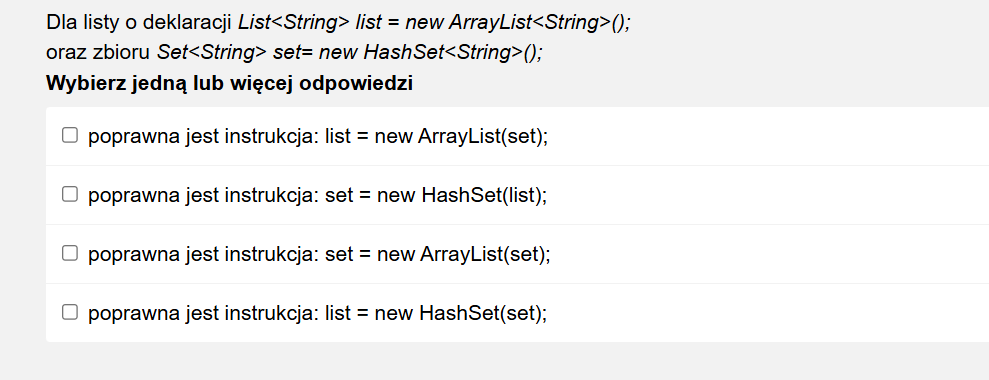 Dla listy o deklaracji List<String> list = new ArrayList<String>();
oraz zbioru Set<String> set= new HashSet<String>();
Wybierz jedną lub więcej odpowiedzi
poprawna jest instrukcja: list = new ArrayList(set);
poprawna jest instrukcja: set = new HashSet(list);
poprawna jest instrukcja: set = new ArrayList(set);
poprawna jest instrukcja: list = new HashSet(set);